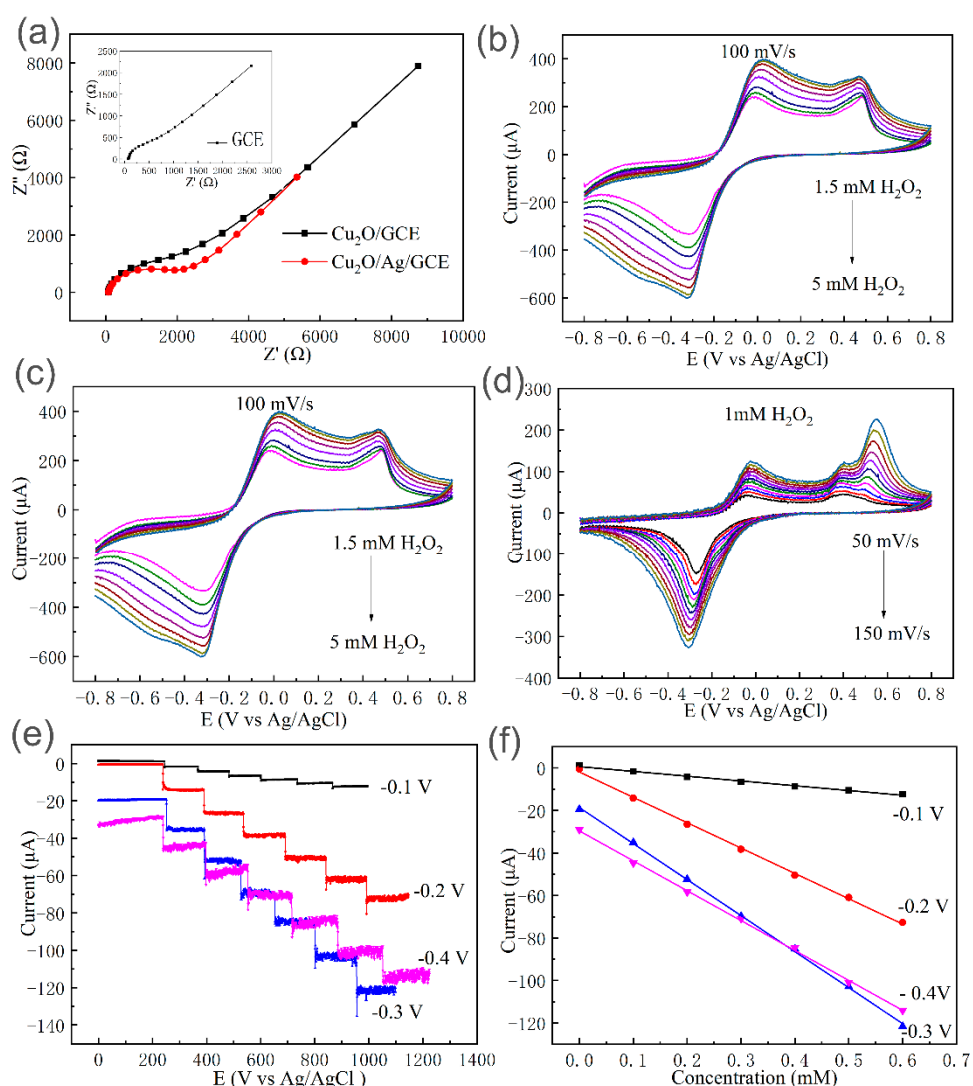 (a)
8000
6000
4000
2000
0
Z'' (Ω)
0 2000 4000 6000 8000 10000
Z' (Ω)
2500
2000
1500
1000
500
0
Z'' (Ω)
0 500 1000 1500 2000 2500 3000
Z' (Ω)
GCE
Cu₂O/GCE
Cu₂O/Ag/GCE
(b)
100 mV/s
400
200
0
-200
-400
-600
Current (μA)
1.5 mM H₂O₂
5 mM H₂O₂
-0.8 -0.6 -0.4 -0.2 0.0 0.2 0.4 0.6 0.8
E (V vs Ag/AgCl)
(c)
100 mV/s
400
200
0
-200
-400
-600
Current (μA)
1.5 mM H₂O₂
5 mM H₂O₂
-0.8 -0.6 -0.4 -0.2 0.0 0.2 0.4 0.6 0.8
E (V vs Ag/AgCl)
(d)
1mM H₂O₂
300
200
100
0
-100
-200
-300
-400
Current (μA)
50 mV/s
150 mV/s
-0.8 -0.6 -0.4 -0.2 0.0 0.2 0.4 0.6 0.8
E (V vs Ag/AgCl)
(e)
0
-20
-40
-60
-80
-100
-120
-140
Current (μA)
-0.1 V
-0.2 V
-0.4 V
-0.3 V
0 200 400 600 800 1000 1200 1400
E (V vs Ag/AgCl)
(f)
0
-20
-40
-60
-80
-100
-120
Current (μA)
-0.1 V
-0.2 V
- 0.4V
-0.3 V
0.0 0.1 0.2 0.3 0.4 0.5 0.6 0.7
Concentration (mM)